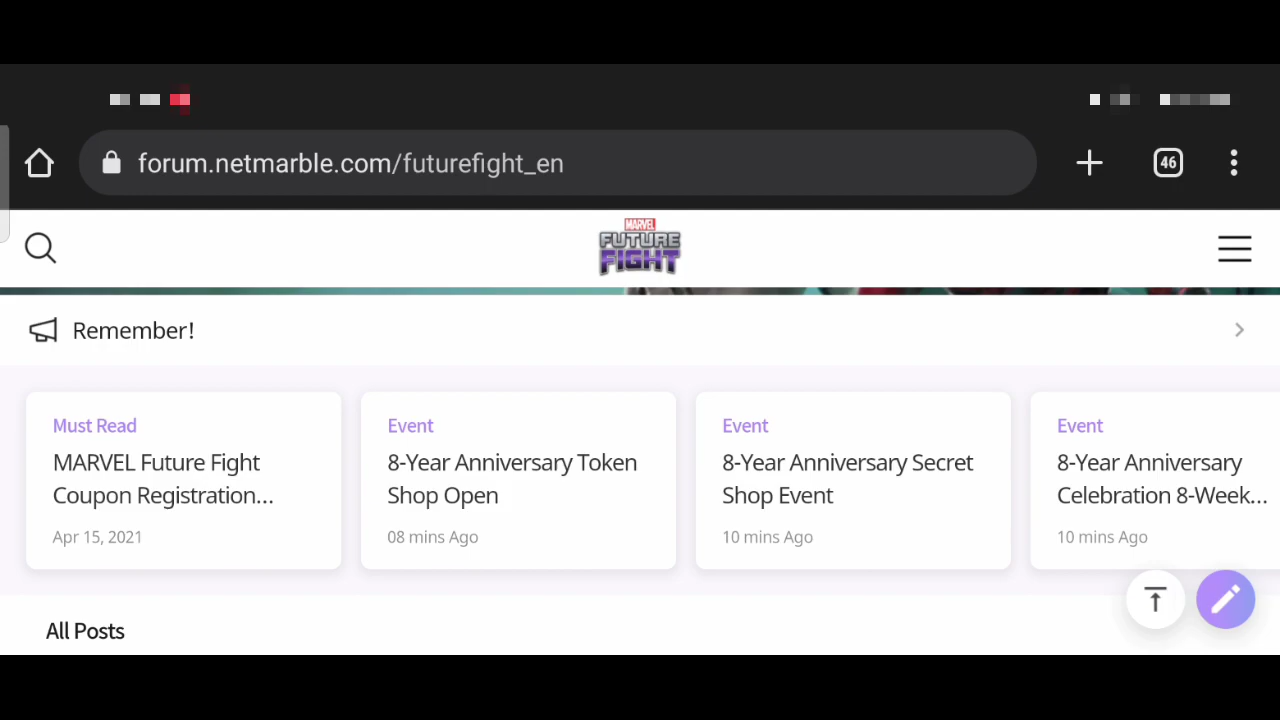 forum.netmarble.com/futurefight_en
46
MARVEL
FUTURE
FIGHT
Remember!
Must Read
MARVEL Future Fight
Coupon Registration...
Apr 15, 2021
Event
8-Year Anniversary Token
Shop Open
08 mins Ago
Event
8-Year Anniversary Secret
Shop Event
10 mins Ago
Event
8-Year Anniversary
Celebration 8-Week...
10 mins Ago
All Posts